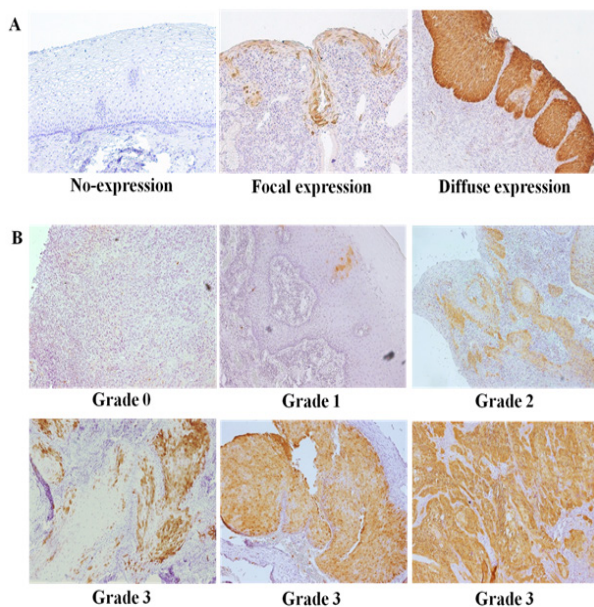 A
No-expression Focal expression Diffuse expression
B
Grade 0 Grade 1 Grade 2
Grade 3 Grade 3 Grade 3